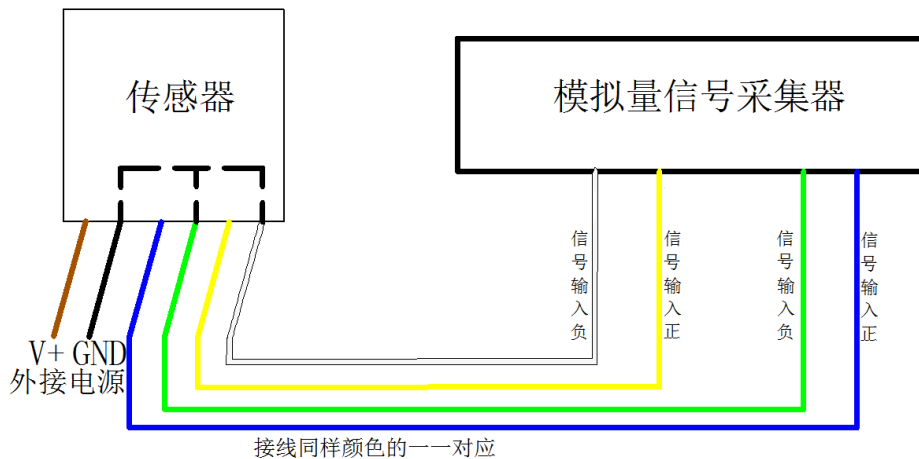 传感器
模拟量信号采集器
信号输入负
信号输入正
信号输入负
信号输入正
V+ GND
外接电源
接线同样颜色的一一对应